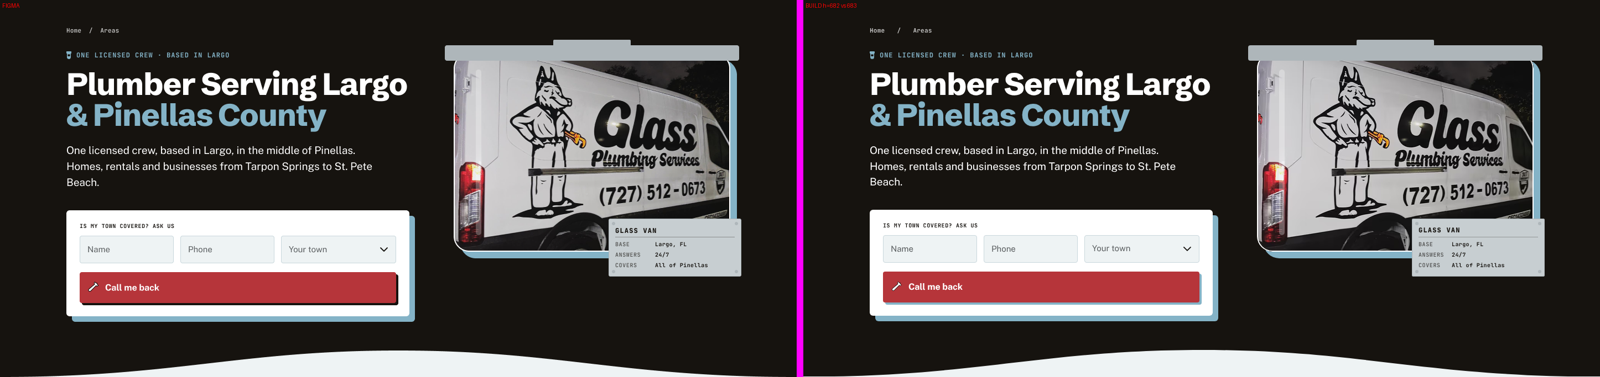 FIGMA
Home / Areas
ONE LICENSED CREW · BASED IN LARGO
Plumber Serving Largo
& Pinellas County
One licensed crew, based in Largo, in the middle of Pinellas.
Homes, rentals and businesses from Tarpon Springs to St. Pete
Beach.
IS MY TOWN COVERED? ASK US
Name
Phone
Your town
Call me back
Glass
Plumbing Services
(727) 512-0673
GLASS VAN
BASE Largo, FL
ANSWERS 24/7
COVERS All of Pinellas
Home / Areas
ONE LICENSED CREW · BASED IN LARGO
Plumber Serving Largo
& Pinellas County
One licensed crew, based in Largo, in the middle of Pinellas.
Homes, rentals and businesses from Tarpon Springs to St. Pete
Beach.
IS MY TOWN COVERED? ASK US
Name
Phone
Your town
Call me back
Glass
Plumbing Services
(727) 512-0673
GLASS VAN
BASE Largo, FL
ANSWERS 24/7
COVERS All of Pinellas